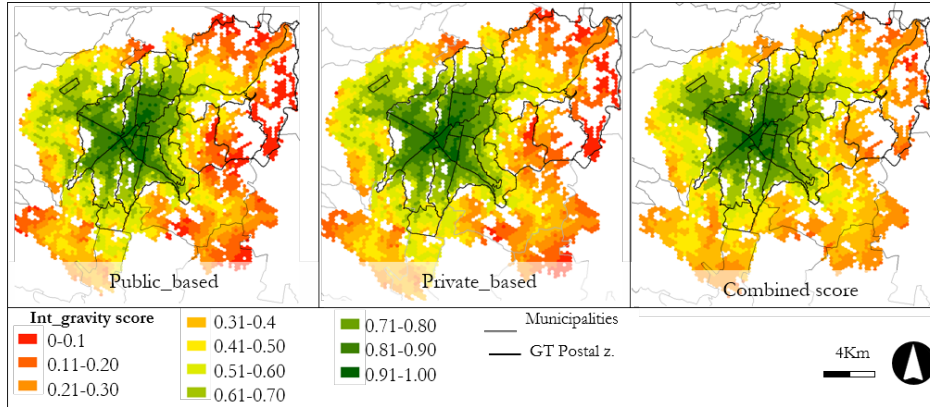 Public_based
Private_based
Combined score
Int_gravity score
0-0.1
0.11-0.20
0.21-0.30
0.31-0.4
0.41-0.50
0.51-0.60
0.61-0.70
0.71-0.80
0.81-0.90
0.91-1.00
Municipalities
GT Postal z.
4Km